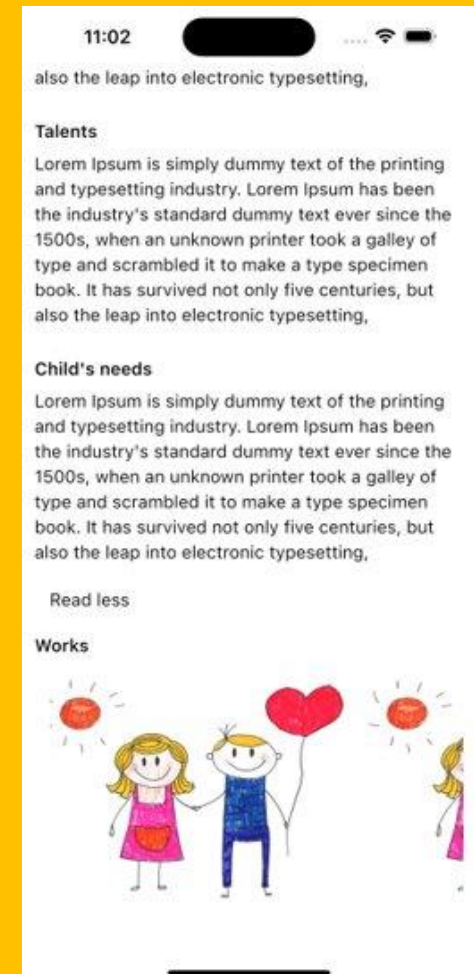 11:02
also the leap into electronic typesetting,
Talents
Lorem Ipsum is simply dummy text of the printing
and typesetting industry. Lorem Ipsum has been
the industry's standard dummy text ever since the
1500s, when an unknown printer took a galley of
type and scrambled it to make a type specimen
book. It has survived not only five centuries, but
also the leap into electronic typesetting,
Child's needs
Lorem Ipsum is simply dummy text of the printing
and typesetting industry. Lorem Ipsum has been
the industry's standard dummy text ever since the
1500s, when an unknown printer took a galley of
type and scrambled it to make a type specimen
book. It has survived not only five centuries, but
also the leap into electronic typesetting,
Read less
Works